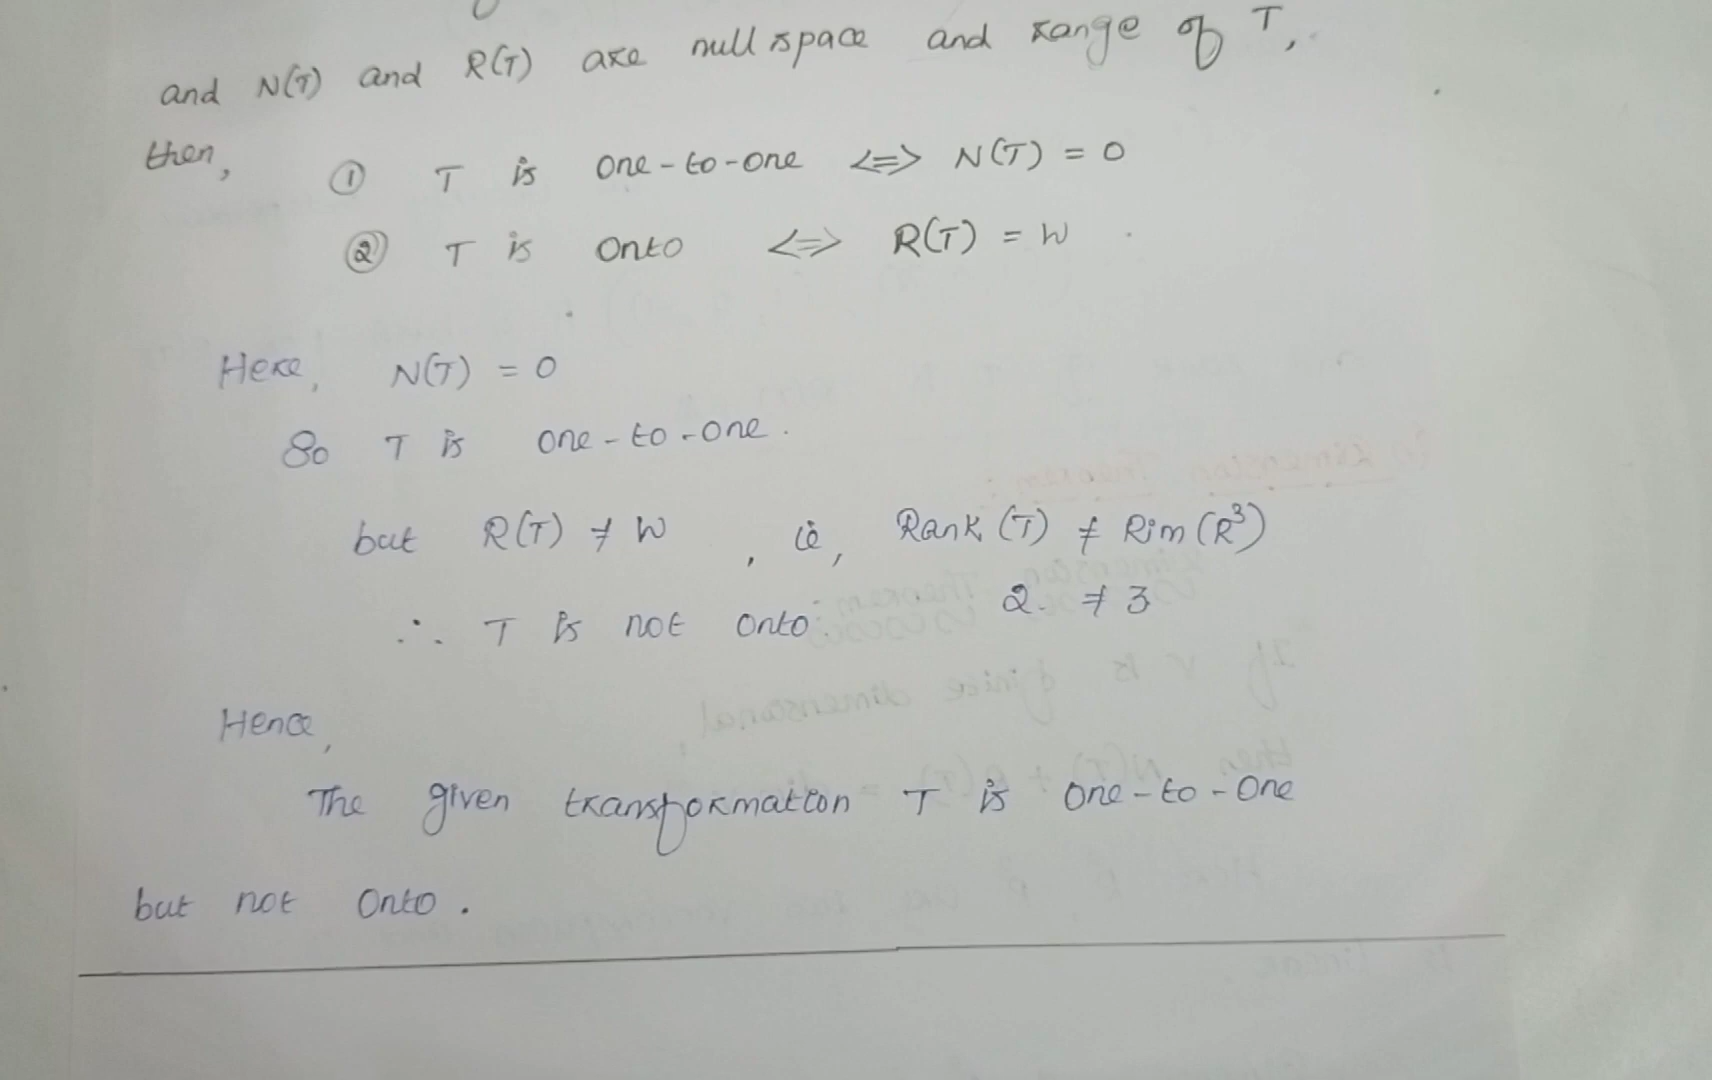 and N(T) and R(T) are null space and range of T,
then,
① T is one-to-one <=> N(T) = 0
② T is onto <=> R(T) = W .
Here, N(T) = 0
So T is one-to-one.
but R(T) ≠ W , ie, Rank (T) ≠ Rim (R³)
2. ≠ 3
∴ T is not onto.
Hence,
The given transformation T is one-to-one
but not onto.